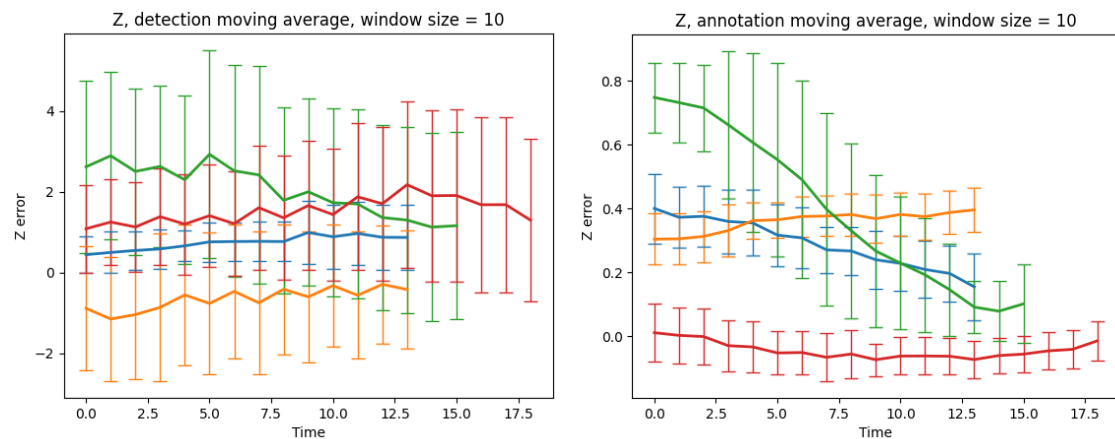 Z, detection moving average, window size = 10
Z error
4
2
0
−2
0.0 2.5 5.0 7.5 10.0 12.5 15.0 17.5
Time
Z, annotation moving average, window size = 10
Z error
0.8
0.6
0.4
0.2
0.0
0.0 2.5 5.0 7.5 10.0 12.5 15.0 17.5
Time